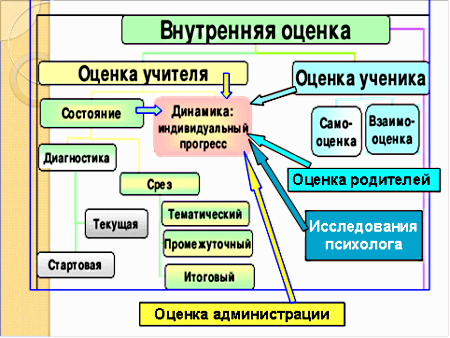 Внутренняя оценка
Оценка учителя
Оценка ученика
Состояние
Динамика:
индивидуальный
прогресс
Само-
оценка
Взаимо-
оценка
Диагностика
Срез
Оценка родителей
Текущая
Тематический
Исследования
психолога
Промежуточный
Стартовая
Итоговый
Оценка администрации